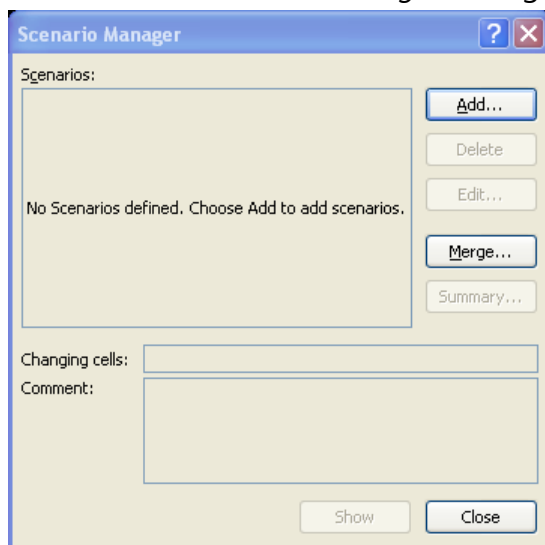 Scenario Manager
?
Scenarios:
Add...
Delete
Edit...
No Scenarios defined. Choose Add to add scenarios.
Merge...
Summary...
Changing cells:
Comment:
Show
Close